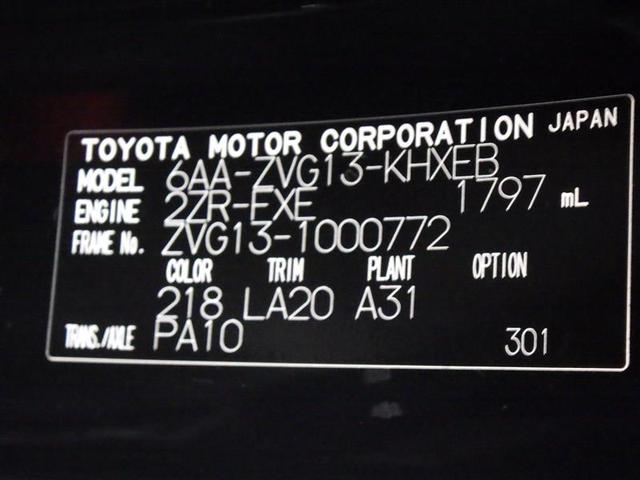 TOYOTA MOTOR CORPORATION JAPAN
MODEL 6AA-ZVG13-KHXEB
ENGINE 2ZR-FXE 1797 mL
FRAME No. ZVG13-1000772
COLOR TRIM PLANT OPTION
218 LA20 A31
TRANS./AXLE PA10 301